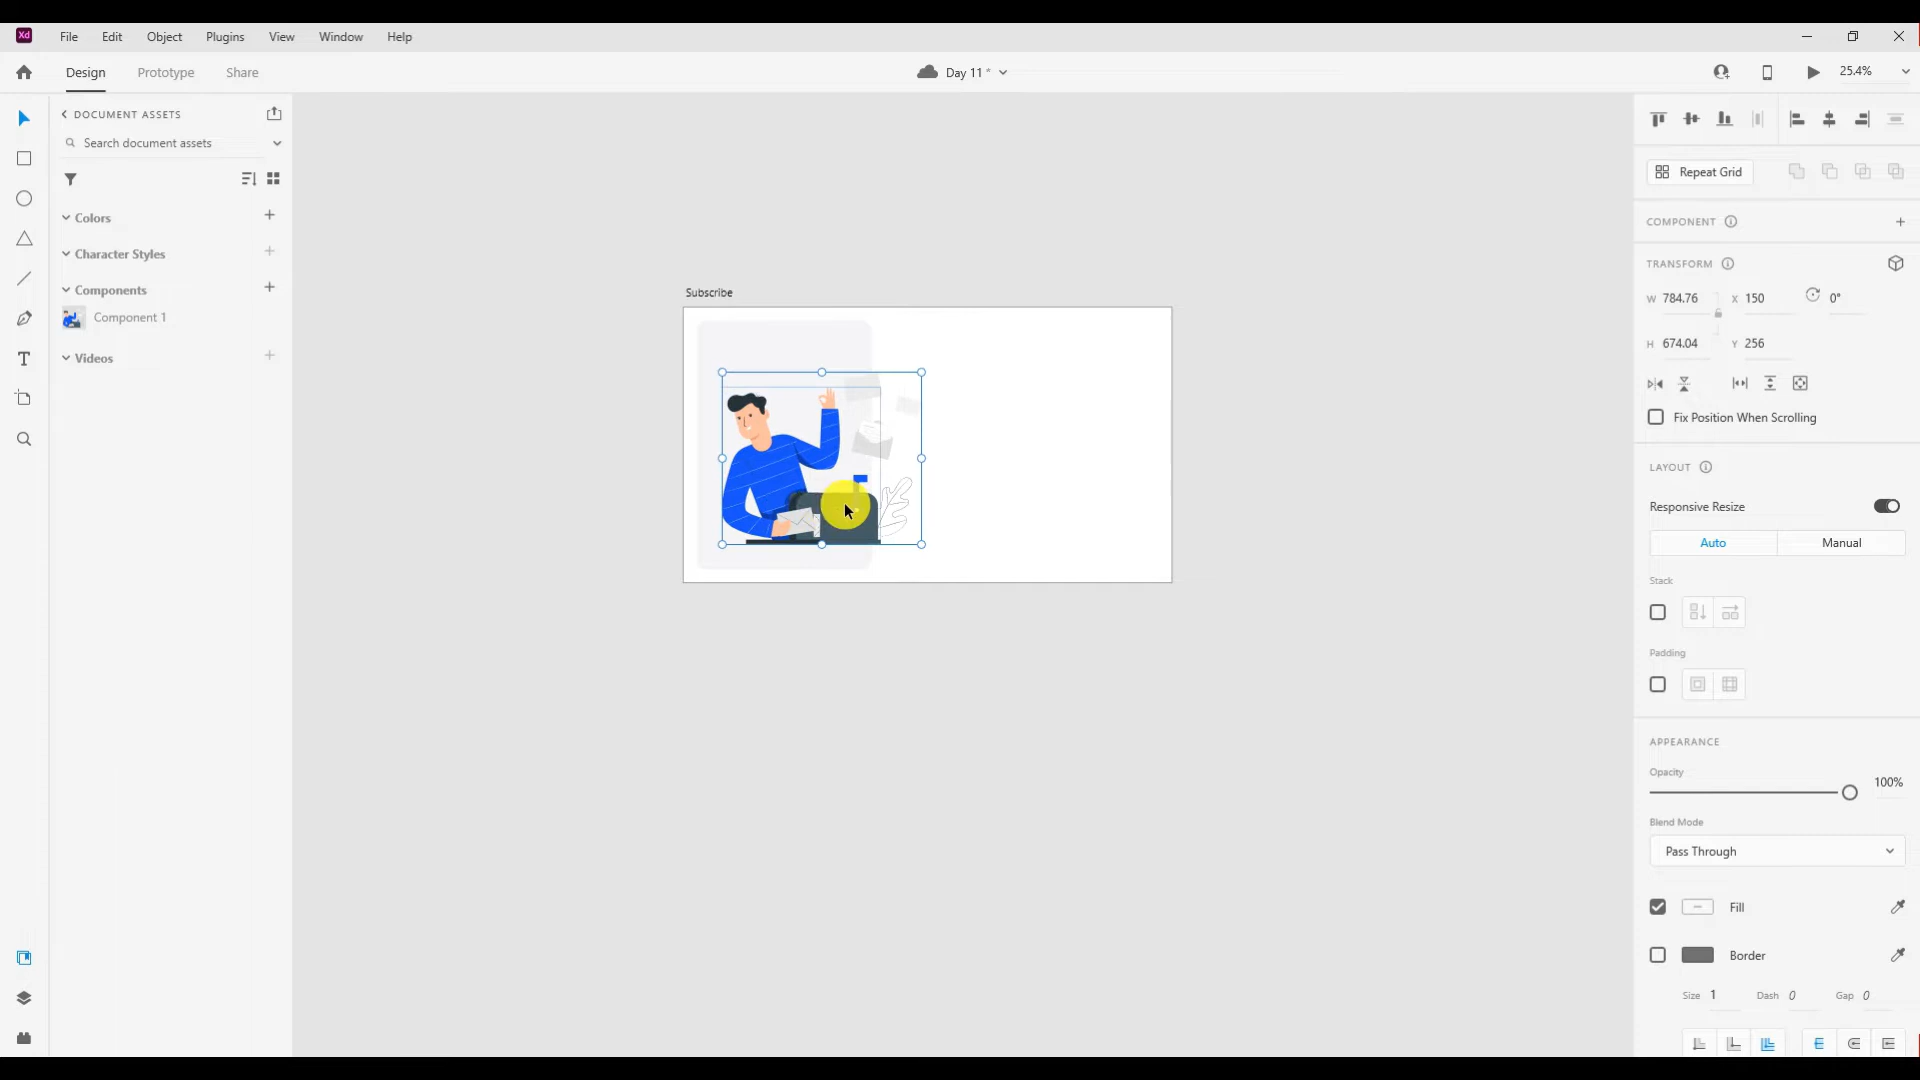 Xd File Edit Object Plugins View Window Help
Design Prototype Share Day 11 * 25.4%
DOCUMENT ASSETS
Search document assets
Repeat Grid
Colors
COMPONENT
Character Styles
TRANSFORM
Components
Subscribe
W 784.76 X 150 0°
Component 1
H 674.04 Y 256
Videos
Fix Position When Scrolling
LAYOUT
Responsive Resize
Auto Manual
Stack
Padding
APPEARANCE
Opacity
100%
Blend Mode
Pass Through
Fill
Border
Size 1 Dash 0 Gap 0